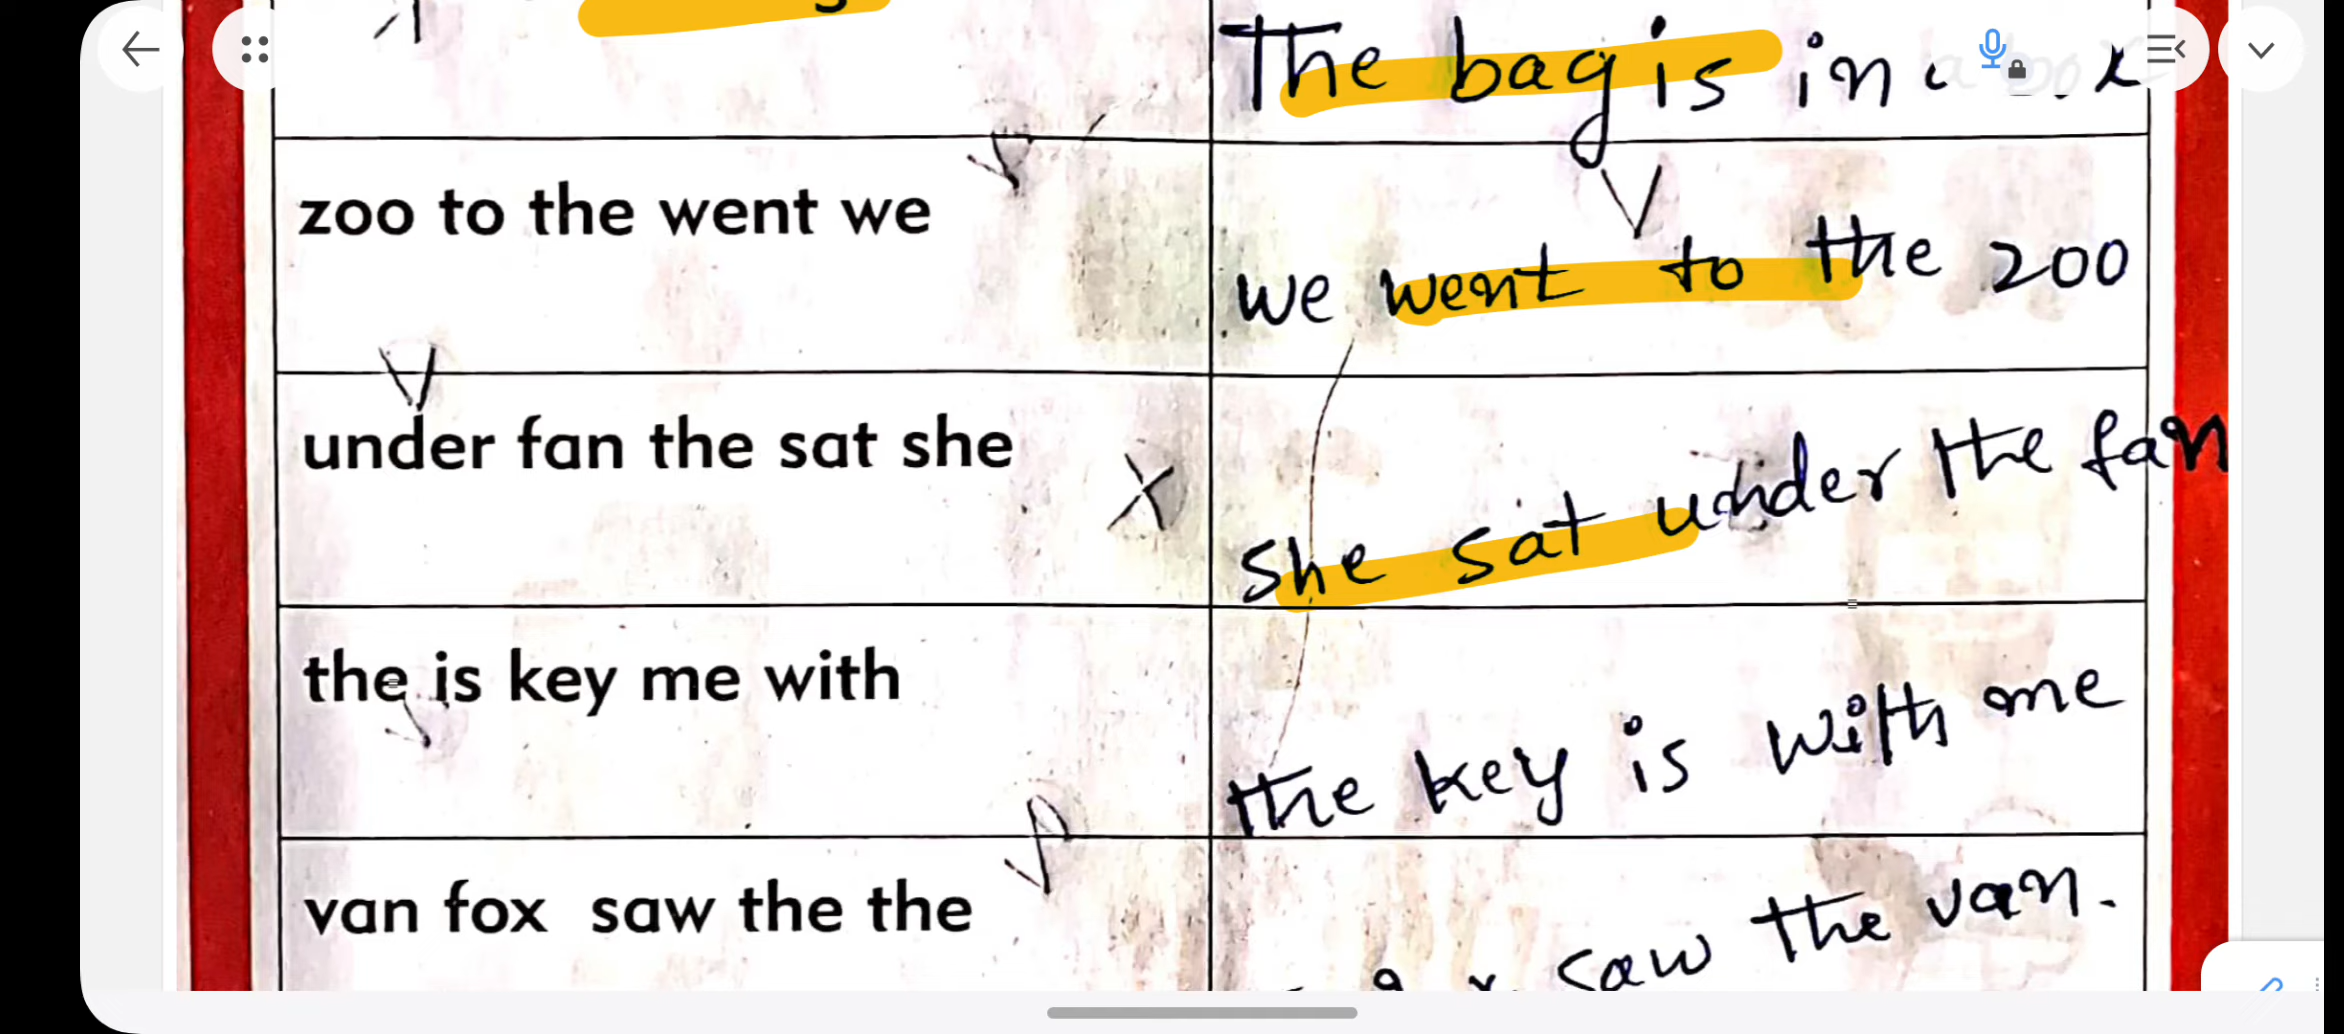 The bag is in
zoo to the went we
we went to the zoo
under fan the sat she
she sat under the fan
the is key me with
the key is with me
van fox saw the the
saw the van.